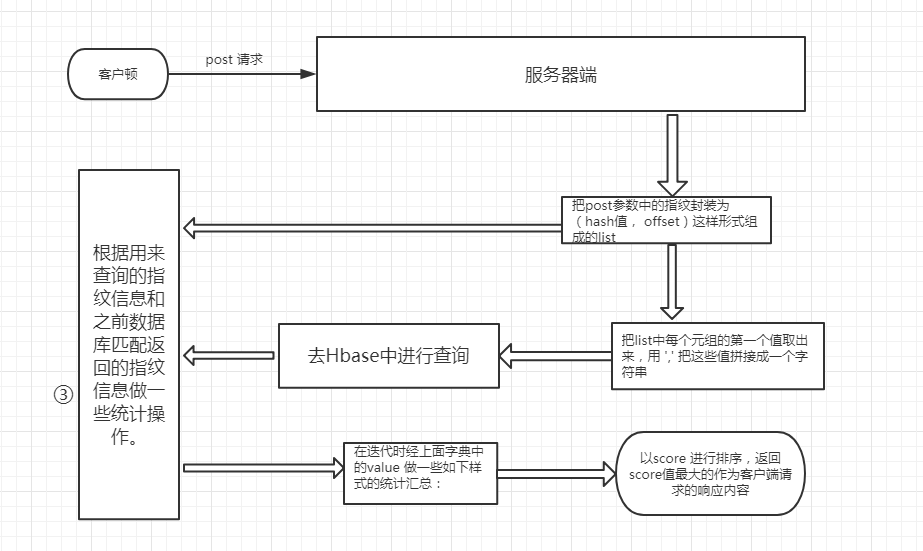 客户顿
post 请求
服务器端
把post参数中的指纹封装为
（hash值， offset）这样形式组
成的list
把list中每个元组的第一个值取出
来，用 ',' 把这些值拼接成一个字
符串
去Hbase中进行查询
③
根据用来
查询的指
纹信息和
之前数据
库匹配返
回的指纹
信息做一
些统计操
作。
在迭代时经上面字典中
的value 做一些如下样
式的统计汇总：
以score 进行排序，返回
score值最大的作为客户端请
求的响应内容